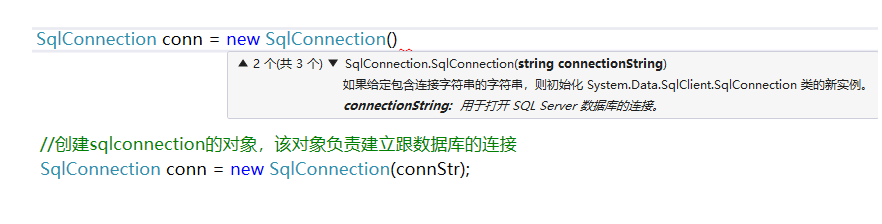 SqlConnection conn = new SqlConnection()
▲ 2 个(共 3 个) ▼ SqlConnection.SqlConnection(string connectionString)
如果给定包含连接字符串的字符串，则初始化 System.Data.SqlClient.SqlConnection 类的新实例。
connectionString: 用于打开 SQL Server 数据库的连接。
//创建sqlconnection的对象，该对象负责建立跟数据库的连接
SqlConnection conn = new SqlConnection(connStr);